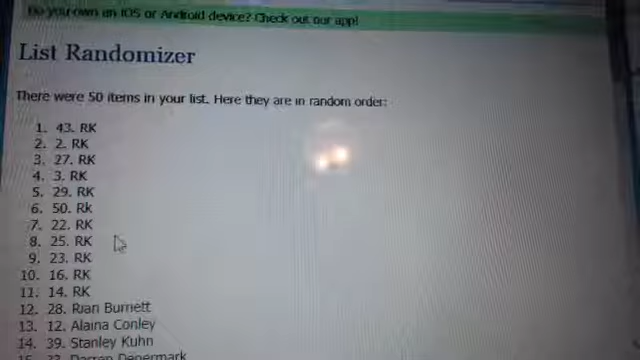 Do you own an iOS or Android device? Check out our app!
List Randomizer
There were 50 items in your list. Here they are in random order:
1. 43. RK
2. 2. RK
3. 27. RK
4. 3. RK
5. 29. RK
6. 50. Rk
7. 22. RK
8. 25. RK
9. 23. RK
10. 16. RK
11. 14. RK
12. 28. Rian Burnett
13. 12. Alaina Conley
14. 39. Stanley Kuhn
15. Darren Denermark